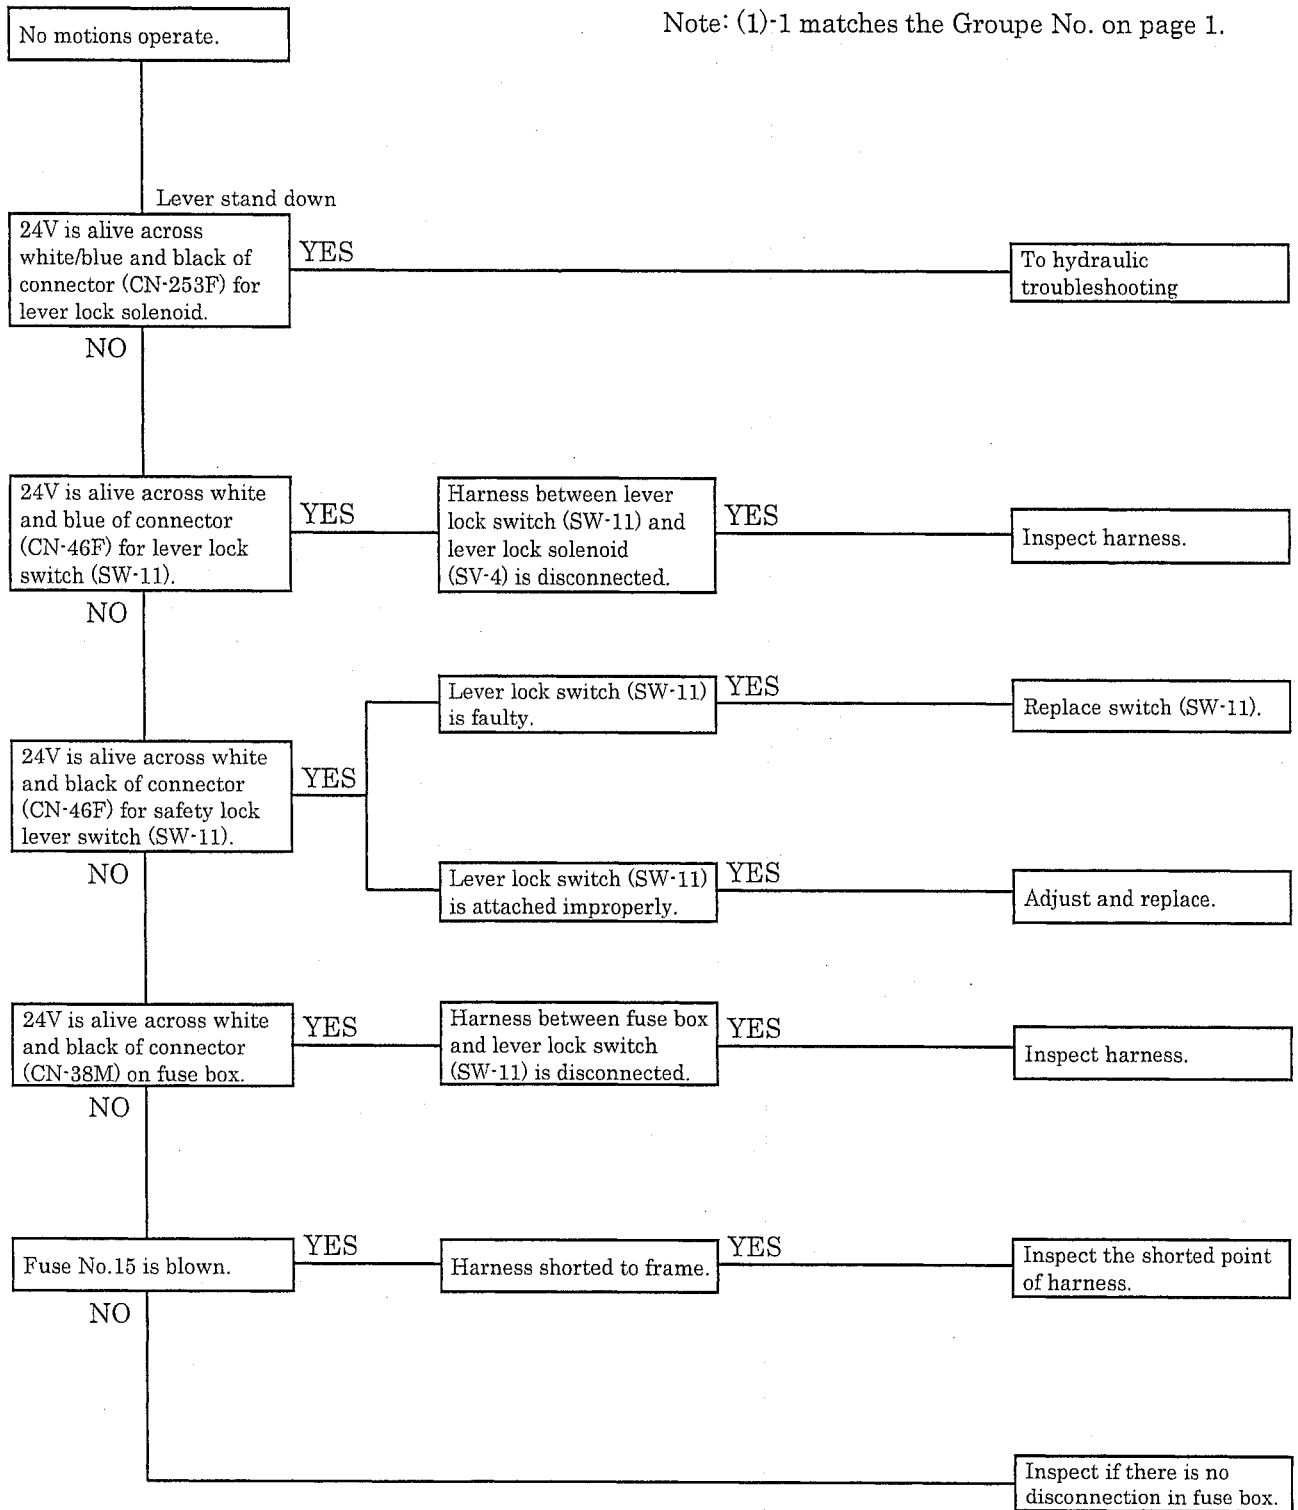 No motions operate.
Note: (1)-1 matches the Groupe No. on page 1.
Lever stand down
24V is alive across
white/blue and black of
connector (CN-253F) for
lever lock solenoid.
YES
To hydraulic
troubleshooting
NO
24V is alive across white
and blue of connector
(CN-46F) for lever lock
switch (SW-11).
YES
Harness between lever
lock switch (SW-11) and
lever lock solenoid
(SV-4) is disconnected.
YES
Inspect harness.
NO
24V is alive across white
and black of connector
(CN-46F) for safety lock
lever switch (SW-11).
YES
Lever lock switch (SW-11)
is faulty.
YES
Replace switch (SW-11).
Lever lock switch (SW-11)
is attached improperly.
YES
Adjust and replace.
NO
24V is alive across white
and black of connector
(CN-38M) on fuse box.
YES
Harness between fuse box
and lever lock switch
(SW-11) is disconnected.
YES
Inspect harness.
NO
Fuse No.15 is blown.
YES
Harness shorted to frame.
YES
Inspect the shorted point
of harness.
NO
Inspect if there is no
disconnection in fuse box.